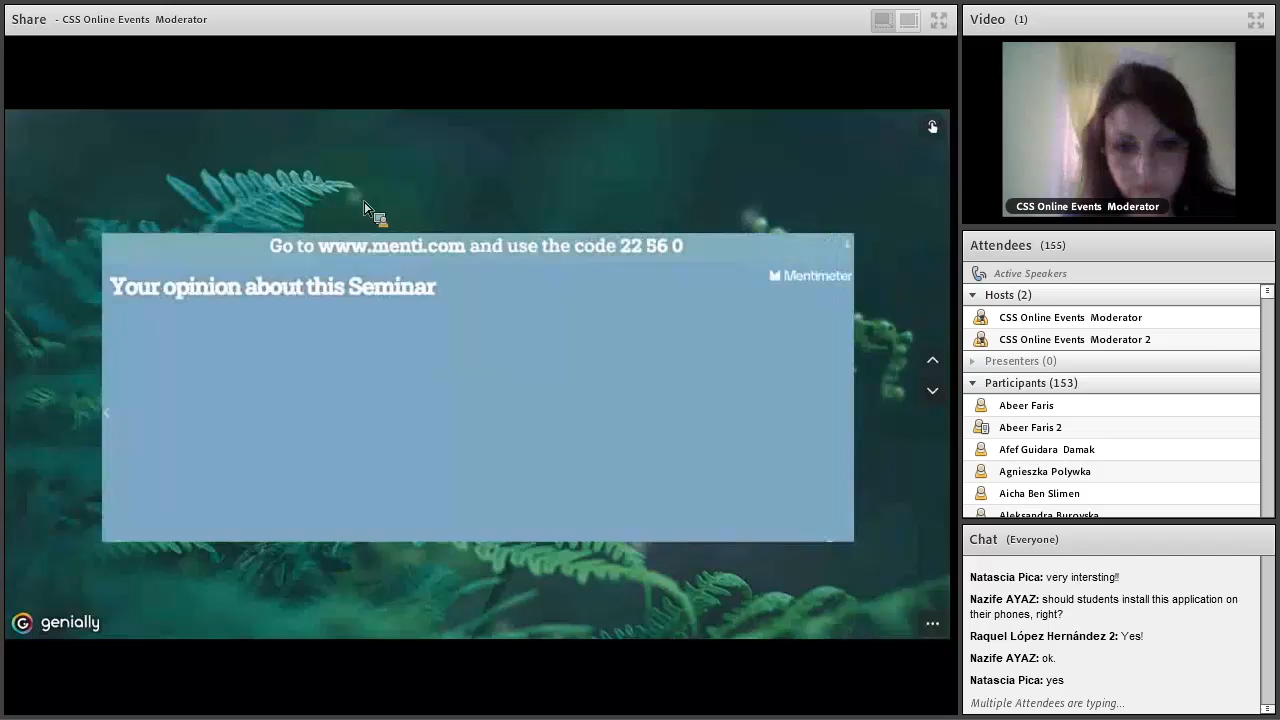 Share - CSS Online Events Moderator
Go to www.menti.com and use the code 22 56 0
Mentimeter
Your opinion about this Seminar
genially
Video (1)
CSS Online Events Moderator
Attendees (155)
Active Speakers
Hosts (2)
CSS Online Events Moderator
CSS Online Events Moderator 2
Presenters (0)
Participants (153)
Abeer Faris
Abeer Faris 2
Afef Guidara Damak
Agnieszka Polywka
Aicha Ben Slimen
Aleksandra Burovska
Chat (Everyone)
Natascia Pica: very intersting!!
Nazife AYAZ: should students install this application on
their phones, right?
Raquel López Hernández 2: Yes!
Nazife AYAZ: ok.
Natascia Pica: yes
Multiple Attendees are typing...